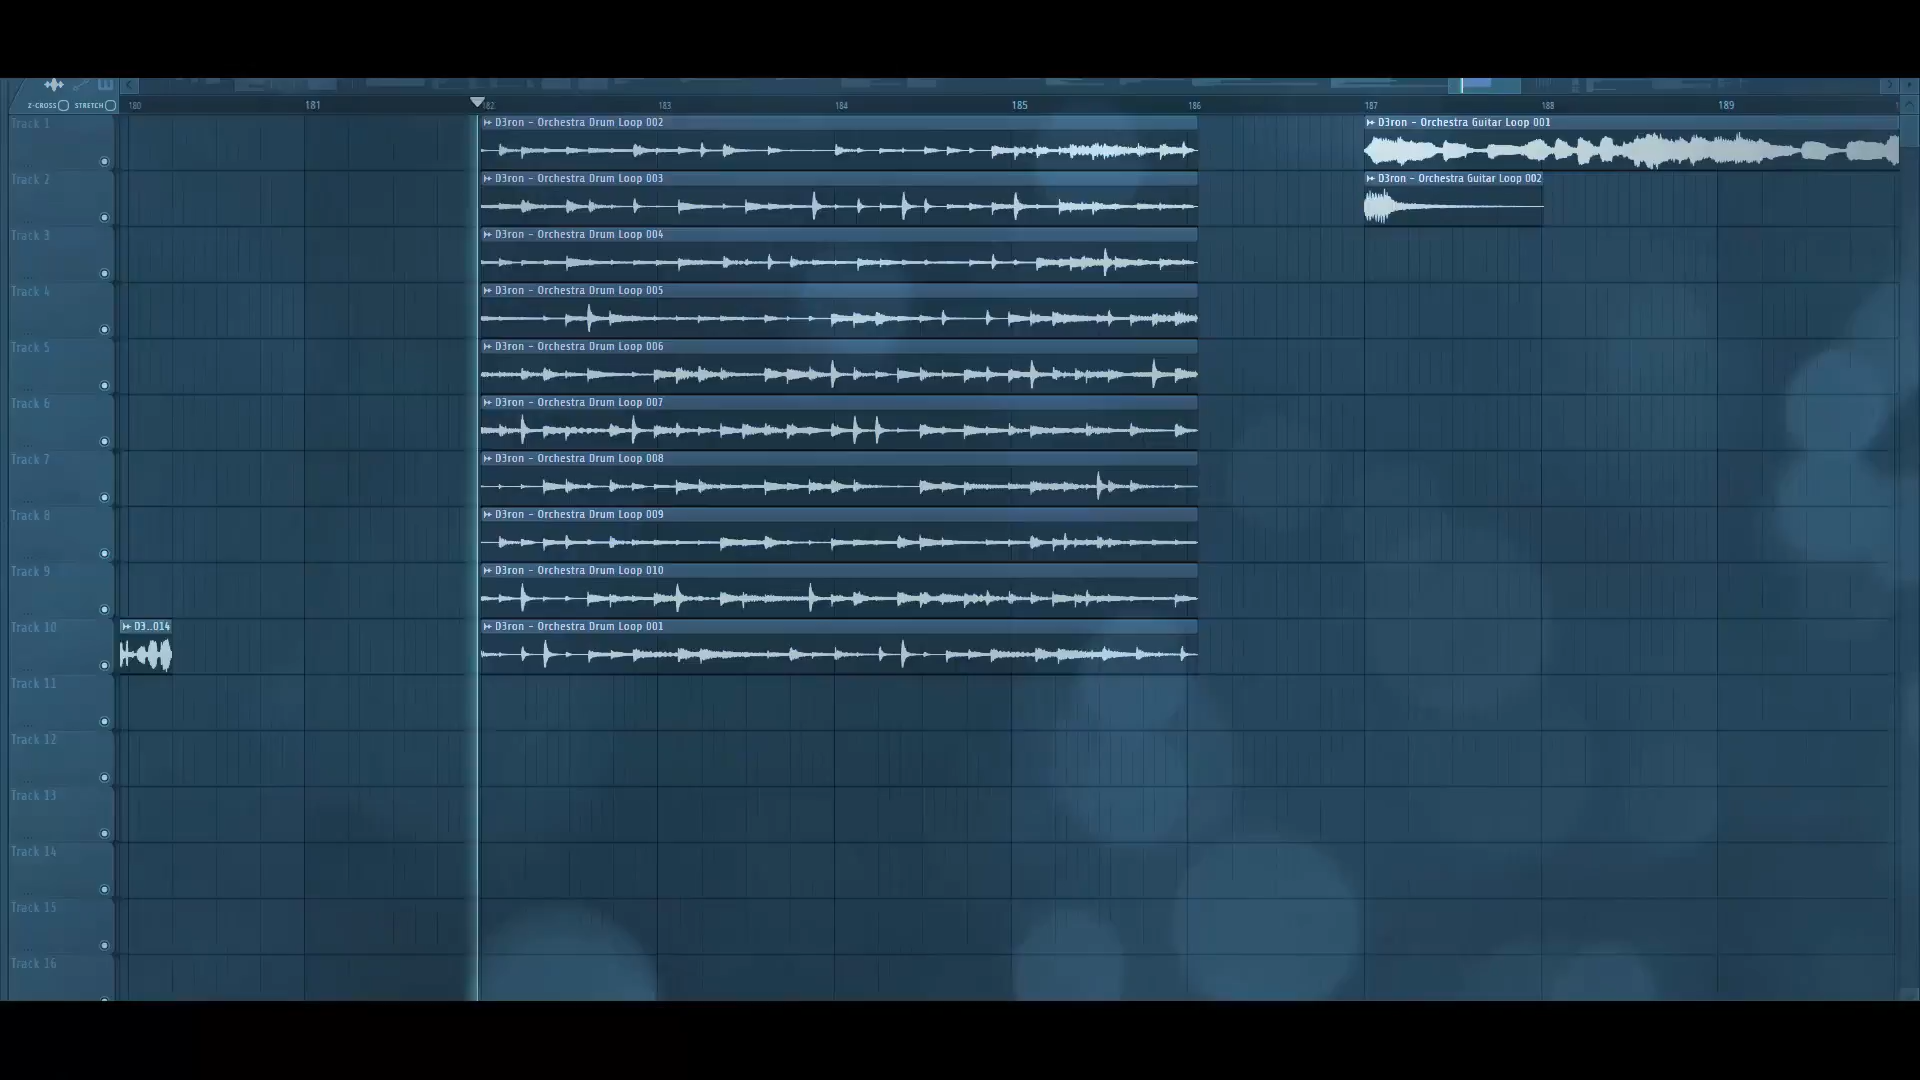 Z-CROSS STRETCH 180 181 182 183 184 185 186 187 188 189
Track 1 D3ron - Orchestra Drum Loop 002 D3ron - Orchestra Guitar Loop 001
Track 2 D3ron - Orchestra Drum Loop 003 D3ron - Orchestra Guitar Loop 002
Track 3 D3ron - Orchestra Drum Loop 004
Track 4 D3ron - Orchestra Drum Loop 005
Track 5 D3ron - Orchestra Drum Loop 006
Track 6 D3ron - Orchestra Drum Loop 007
Track 7 D3ron - Orchestra Drum Loop 008
Track 8 D3ron - Orchestra Drum Loop 009
Track 9 D3ron - Orchestra Drum Loop 010
Track 10 D3..014 D3ron - Orchestra Drum Loop 001
Track 11
Track 12
Track 13
Track 14
Track 15
Track 16